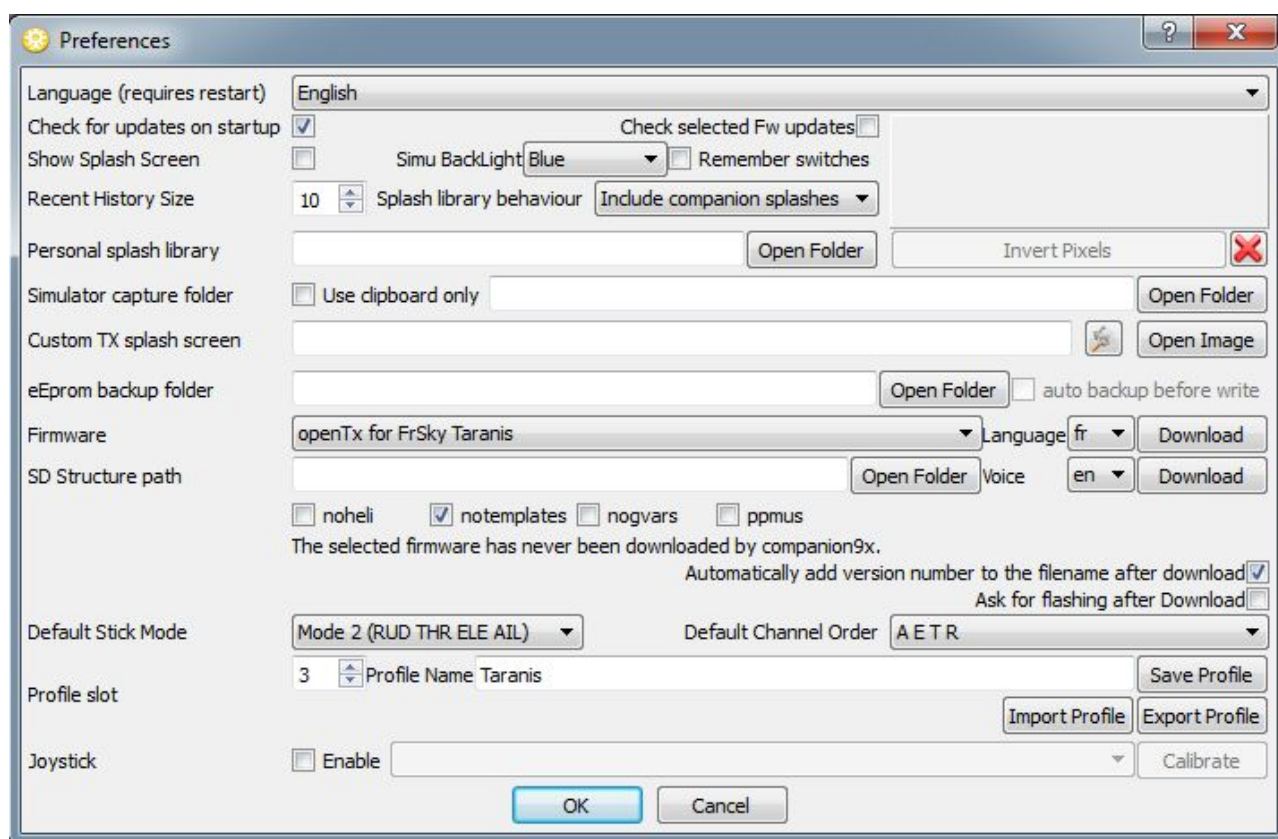 Preferences
Language (requires restart) English
Check for updates on startup Check selected Fw updates
Show Splash Screen Simu BackLight Blue Remember switches
Recent History Size 10 Splash library behaviour Include companion splashes
Personal splash library Open Folder Invert Pixels
Simulator capture folder Use clipboard only Open Folder
Custom TX splash screen Open Image
eEprom backup folder Open Folder auto backup before write
Firmware openTx for FrSky Taranis Language fr Download
SD Structure path Open Folder Voice en Download
noheli notemplates nogvars ppmus
The selected firmware has never been downloaded by companion9x.
Automatically add version number to the filename after download
Ask for flashing after Download
Default Stick Mode Mode 2 (RUD THR ELE AIL) Default Channel Order A E T R
Profile slot 3 Profile Name Taranis Save Profile
Import Profile Export Profile
Joystick Enable Calibrate
OK Cancel